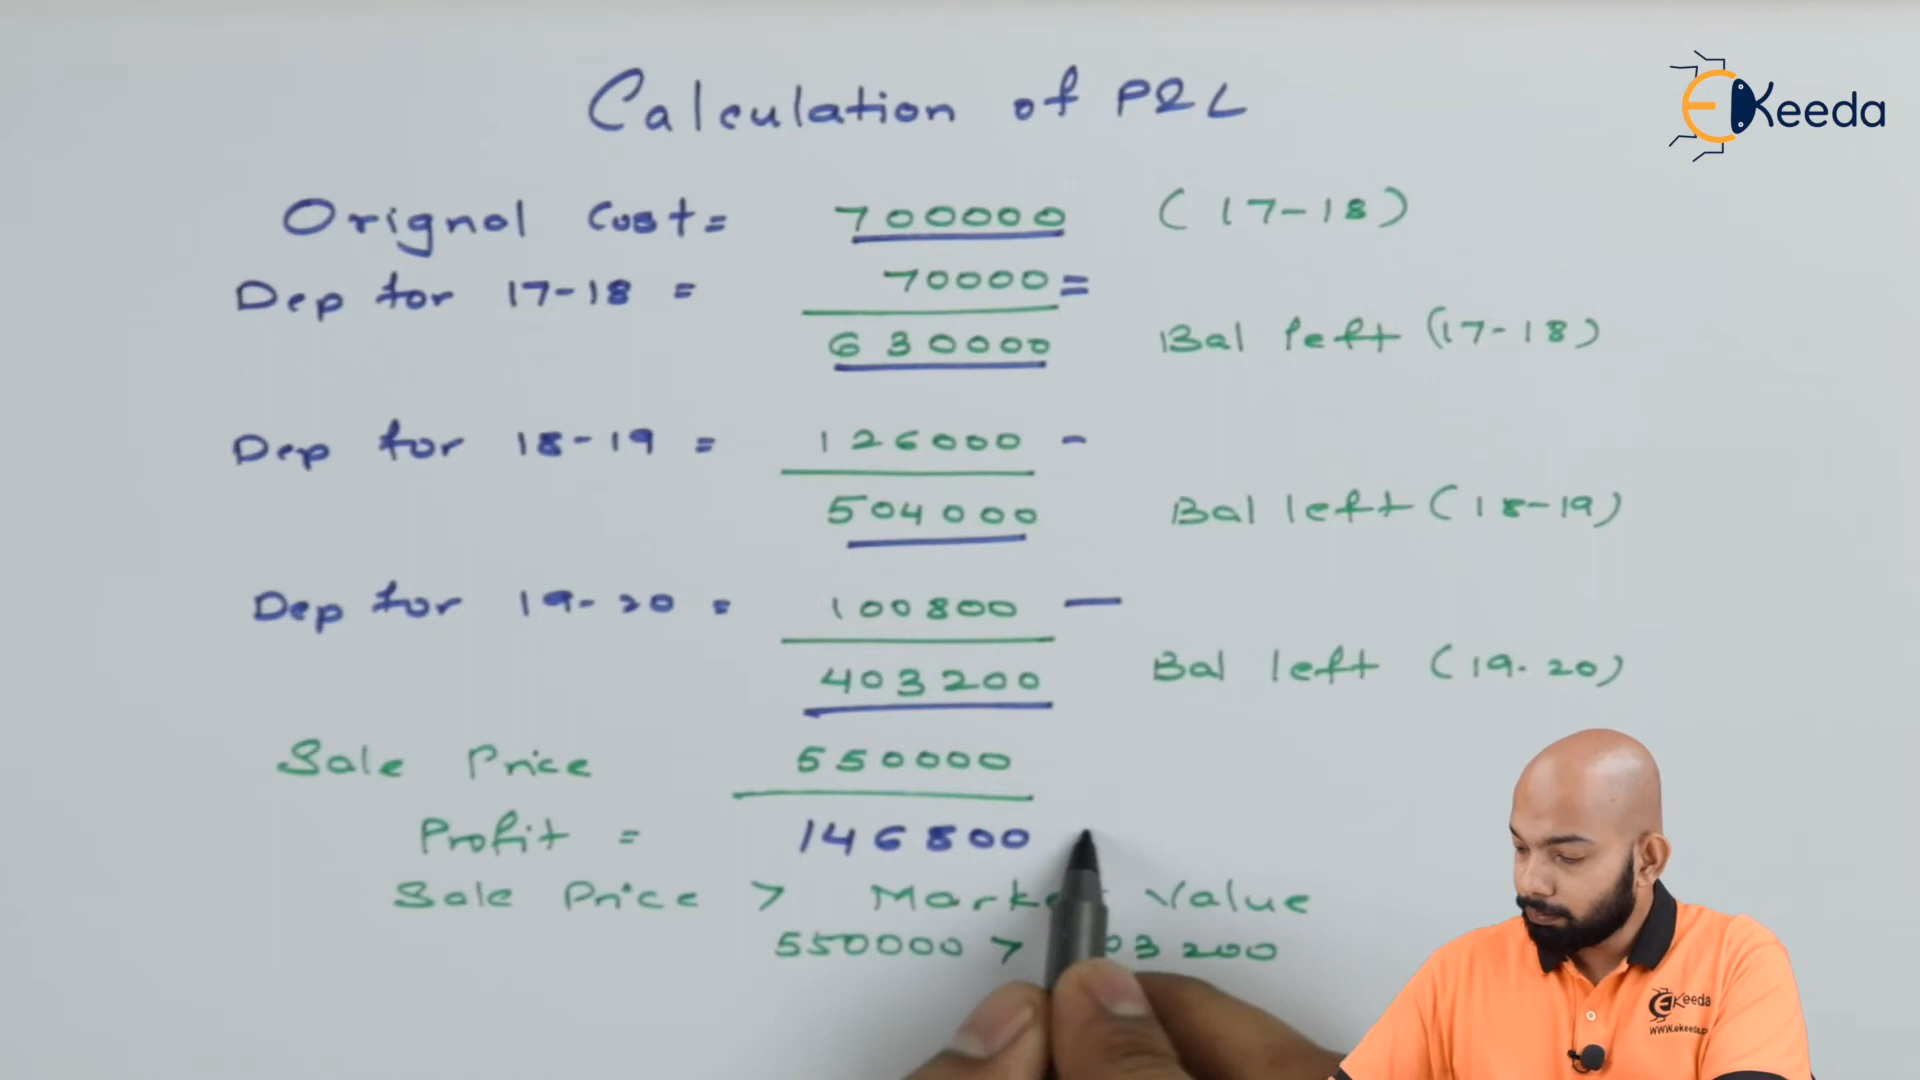 Calculation of P&L
EKeeda
Orignal Cost = 700000 (17-18)
Dep for 17-18 = 70000 =
630000 Bal left (17-18)
Dep for 18-19 = 126000 -
504000 Bal left (18-19)
Dep for 19-20 = 100800 —
403200 Bal left (19-20)
Sale Price 550000
Profit = 146800
Sale Price > Value
550000 >
EKeeda